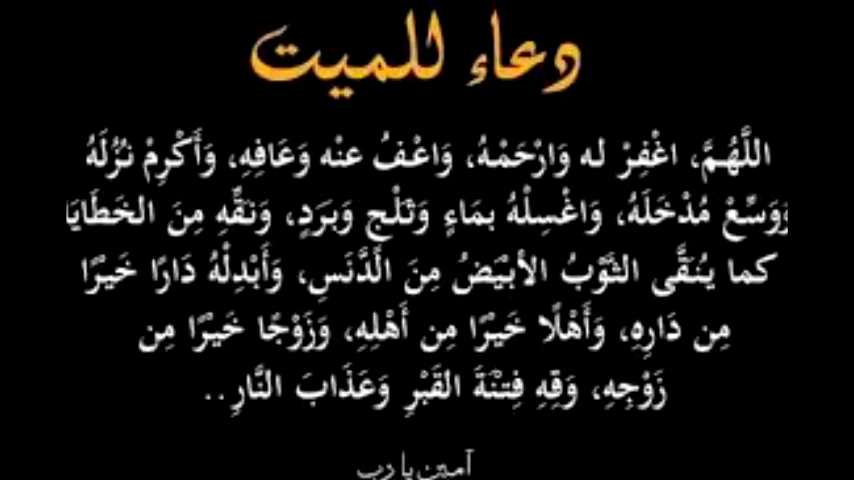 دعاء للميت
اللَّهُمَّ، اغْفِرْ له وَارْحَمْهُ، وَاعْفُ عنْه وَعَافِهِ، وَأَكْرِمْ نُزُلَهُ
وَوَسِّعْ مُدْخَلَهُ، وَاغْسِلْهُ بمَاءٍ وَثَلْجٍ وَبَرَدٍ، وَنَقِّهِ مِنَ الخَطَايَا
كما يُنَقَّى الثَّوْبُ الأبْيَضُ مِنَ الدَّنَسِ، وَأَبْدِلْهُ دَارًا خَيْرًا
مِن دَارِهِ، وَأَهْلًا خَيْرًا مِن أَهْلِهِ، وَزَوْجًا خَيْرًا مِن
زَوْجِهِ، وَقِهِ فِتْنَةَ القَبْرِ وَعَذَابَ النَّارِ..
آمين يا رب